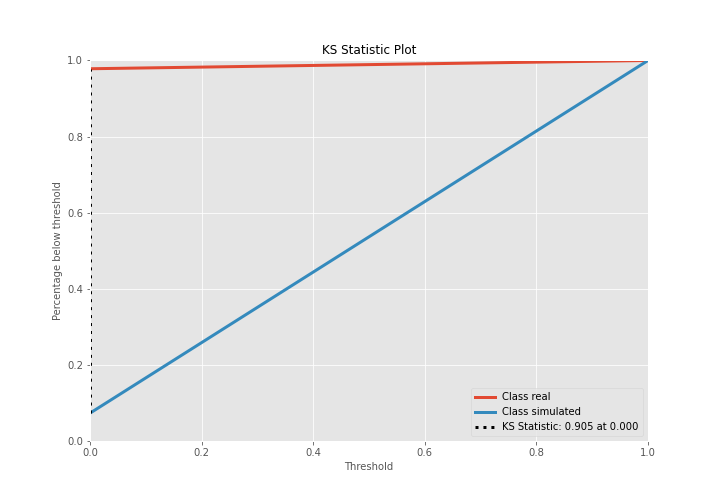 KS Statistic Plot
1.0
0.8
0.6
0.4
0.2
0.0
Percentage below threshold
0.0 0.2 0.4 0.6 0.8 1.0
Threshold
Class real
Class simulated
KS Statistic: 0.905 at 0.000